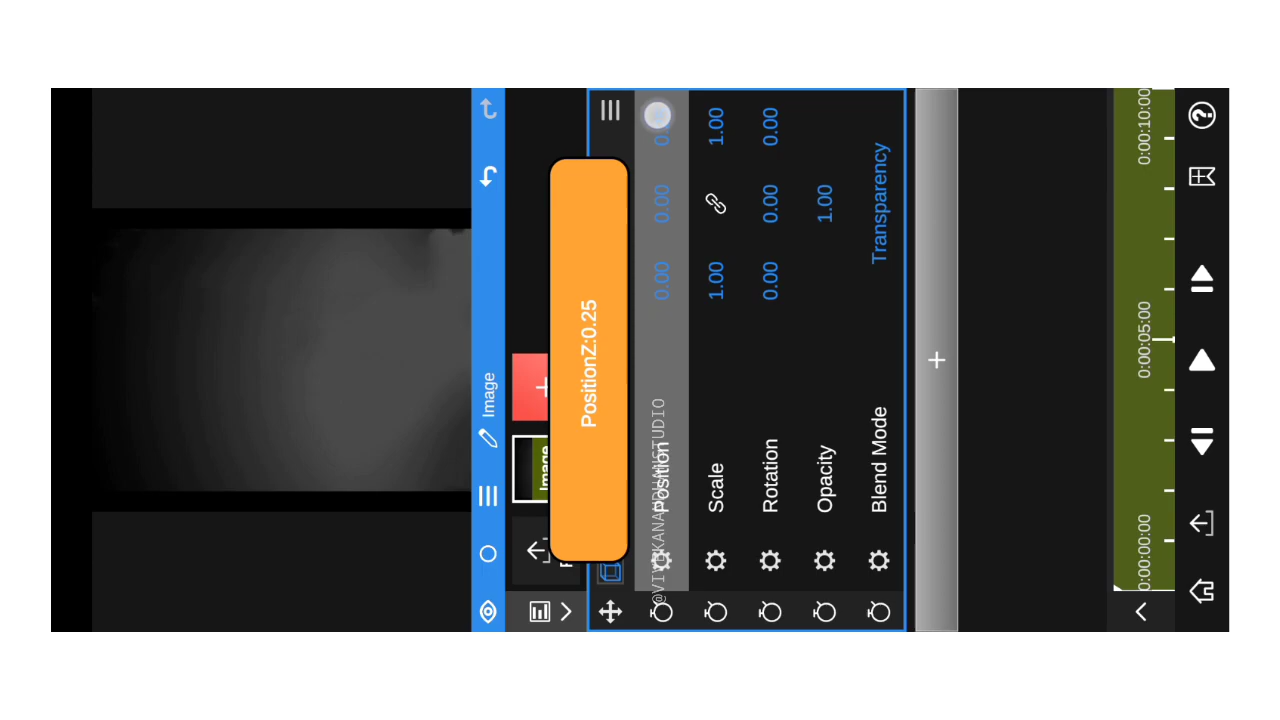 Image
Image
PositionZ:0.25
@VIVEKANANDHANSTUDIO
Position 0.00 0.00
Scale 1.00 1.00
Rotation 0.00 0.00 0.00
Opacity 1.00
Blend Mode Transparency
+
0:00:00:00 0:00:05:00 0:00:10:00